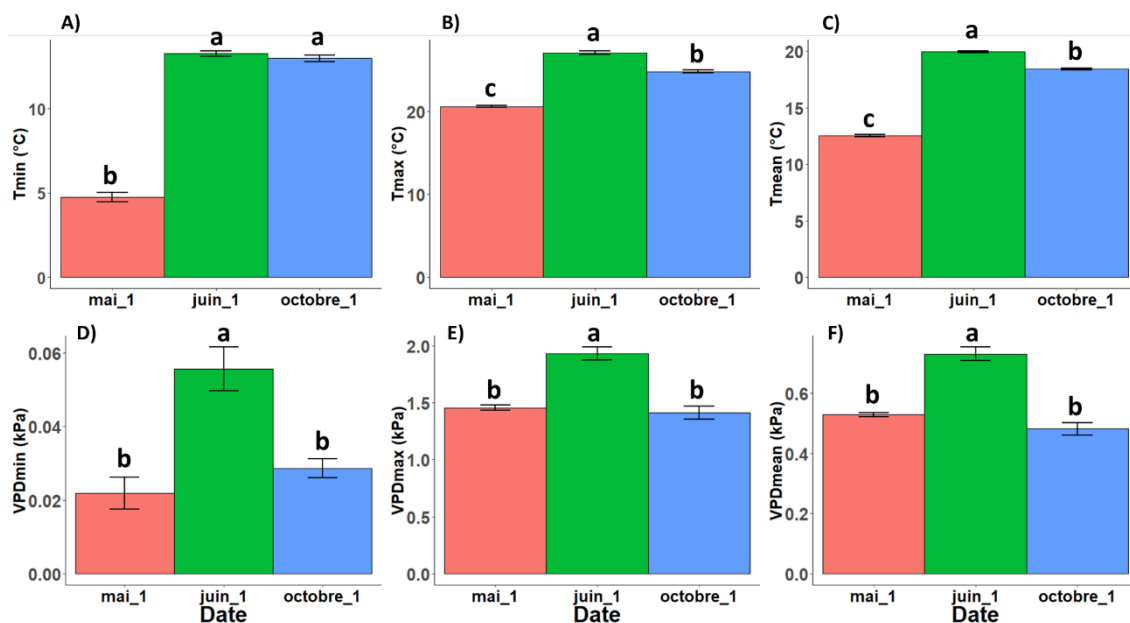 A)
a
a
b
Tmin (°C)
10
5
0
mai_1 juin_1 octobre_1
B)
a
b
c
Tmax (°C)
20
10
0
mai_1 juin_1 octobre_1
C)
a
b
c
Tmean (°C)
20
15
10
5
0
mai_1 juin_1 octobre_1
D)
a
b
b
VPDmin (kPa)
0.06
0.04
0.02
0.00
mai_1 juin_1 octobre_1
Date
E)
a
b
b
VPDmax (kPa)
2.0
1.5
1.0
0.5
0.0
mai_1 juin_1 octobre_1
Date
F)
a
b
b
VPDmean (kPa)
0.6
0.4
0.2
0.0
mai_1 juin_1 octobre_1
Date